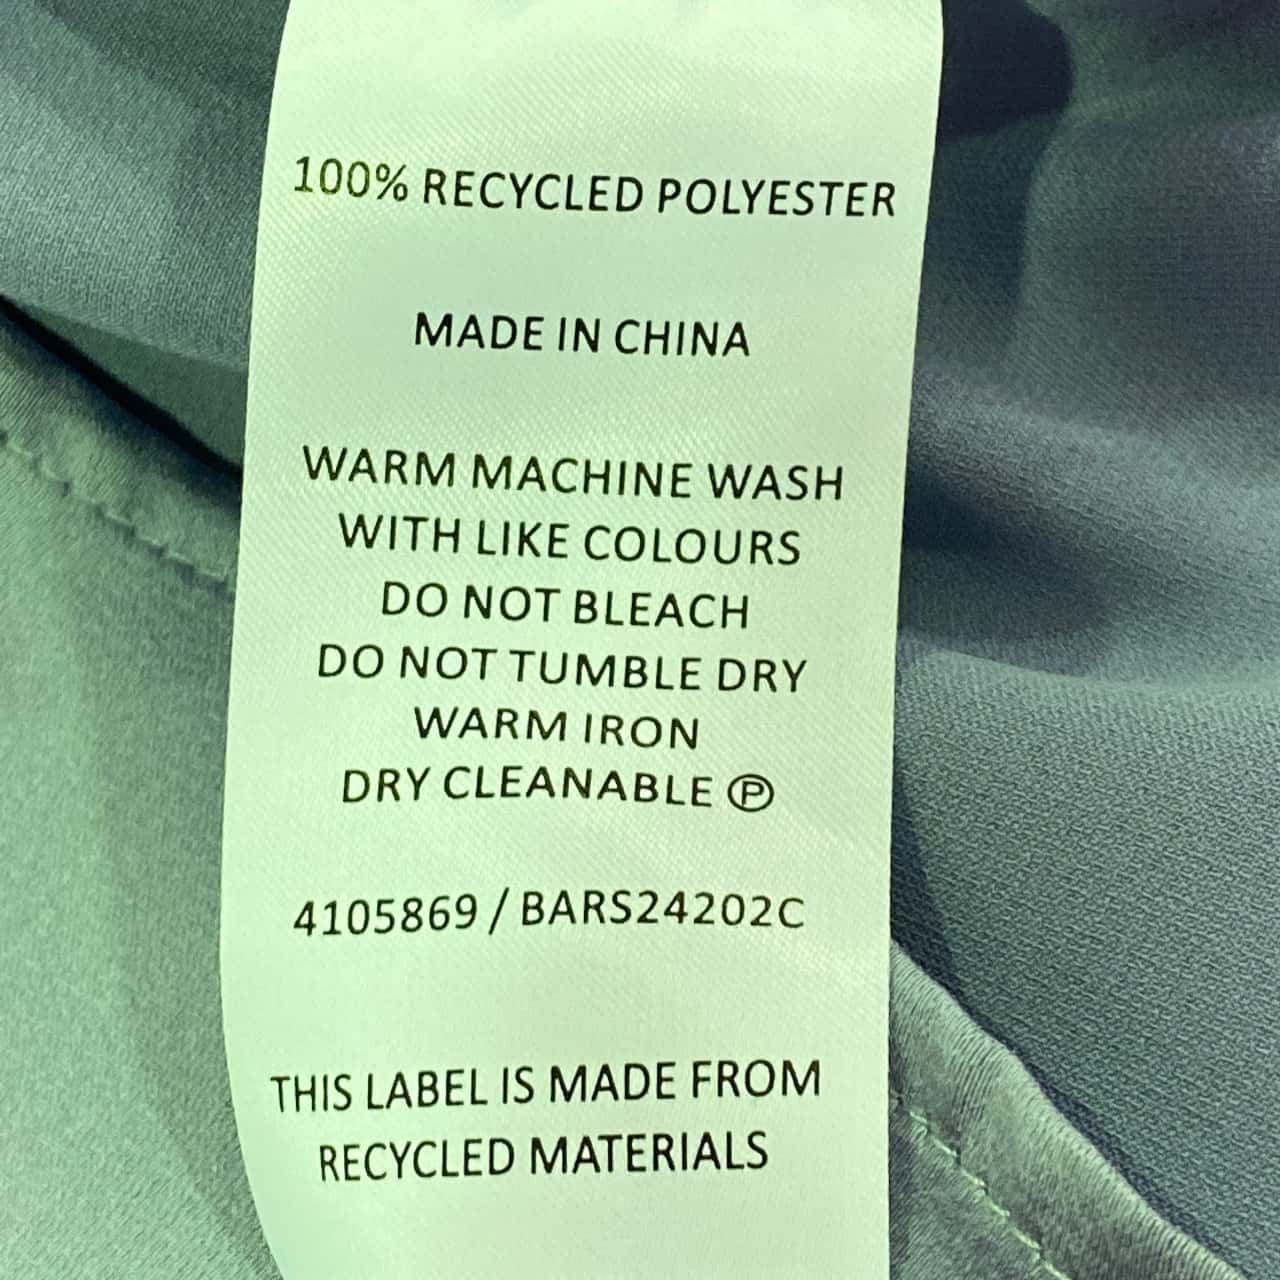 100% RECYCLED POLYESTER
MADE IN CHINA
WARM MACHINE WASH
WITH LIKE COLOURS
DO NOT BLEACH
DO NOT TUMBLE DRY
WARM IRON
DRY CLEANABLE Ⓟ
4105869 / BARS24202C
THIS LABEL IS MADE FROM
RECYCLED MATERIALS